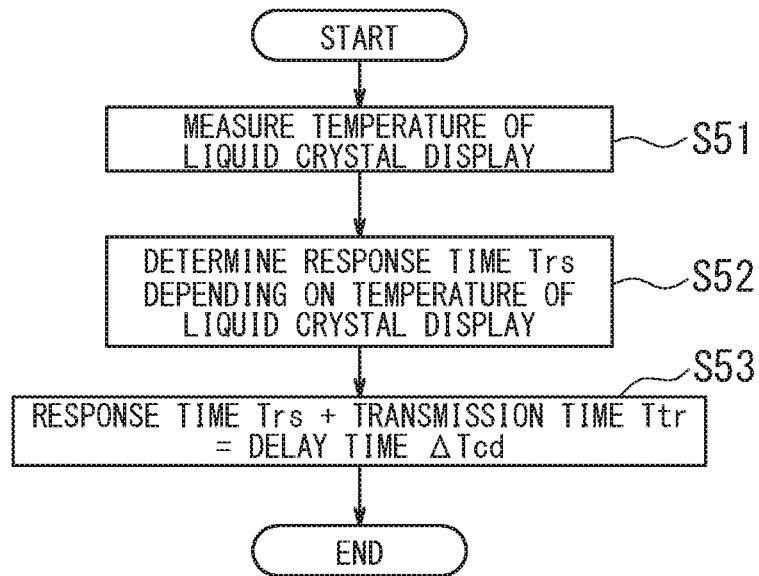 START
MEASURE TEMPERATURE OF
LIQUID CRYSTAL DISPLAY
S51
DETERMINE RESPONSE TIME Trs
DEPENDING ON TEMPERATURE OF
LIQUID CRYSTAL DISPLAY
S52
S53
RESPONSE TIME Trs + TRANSMISSION TIME Ttr
= DELAY TIME ΔTcd
END